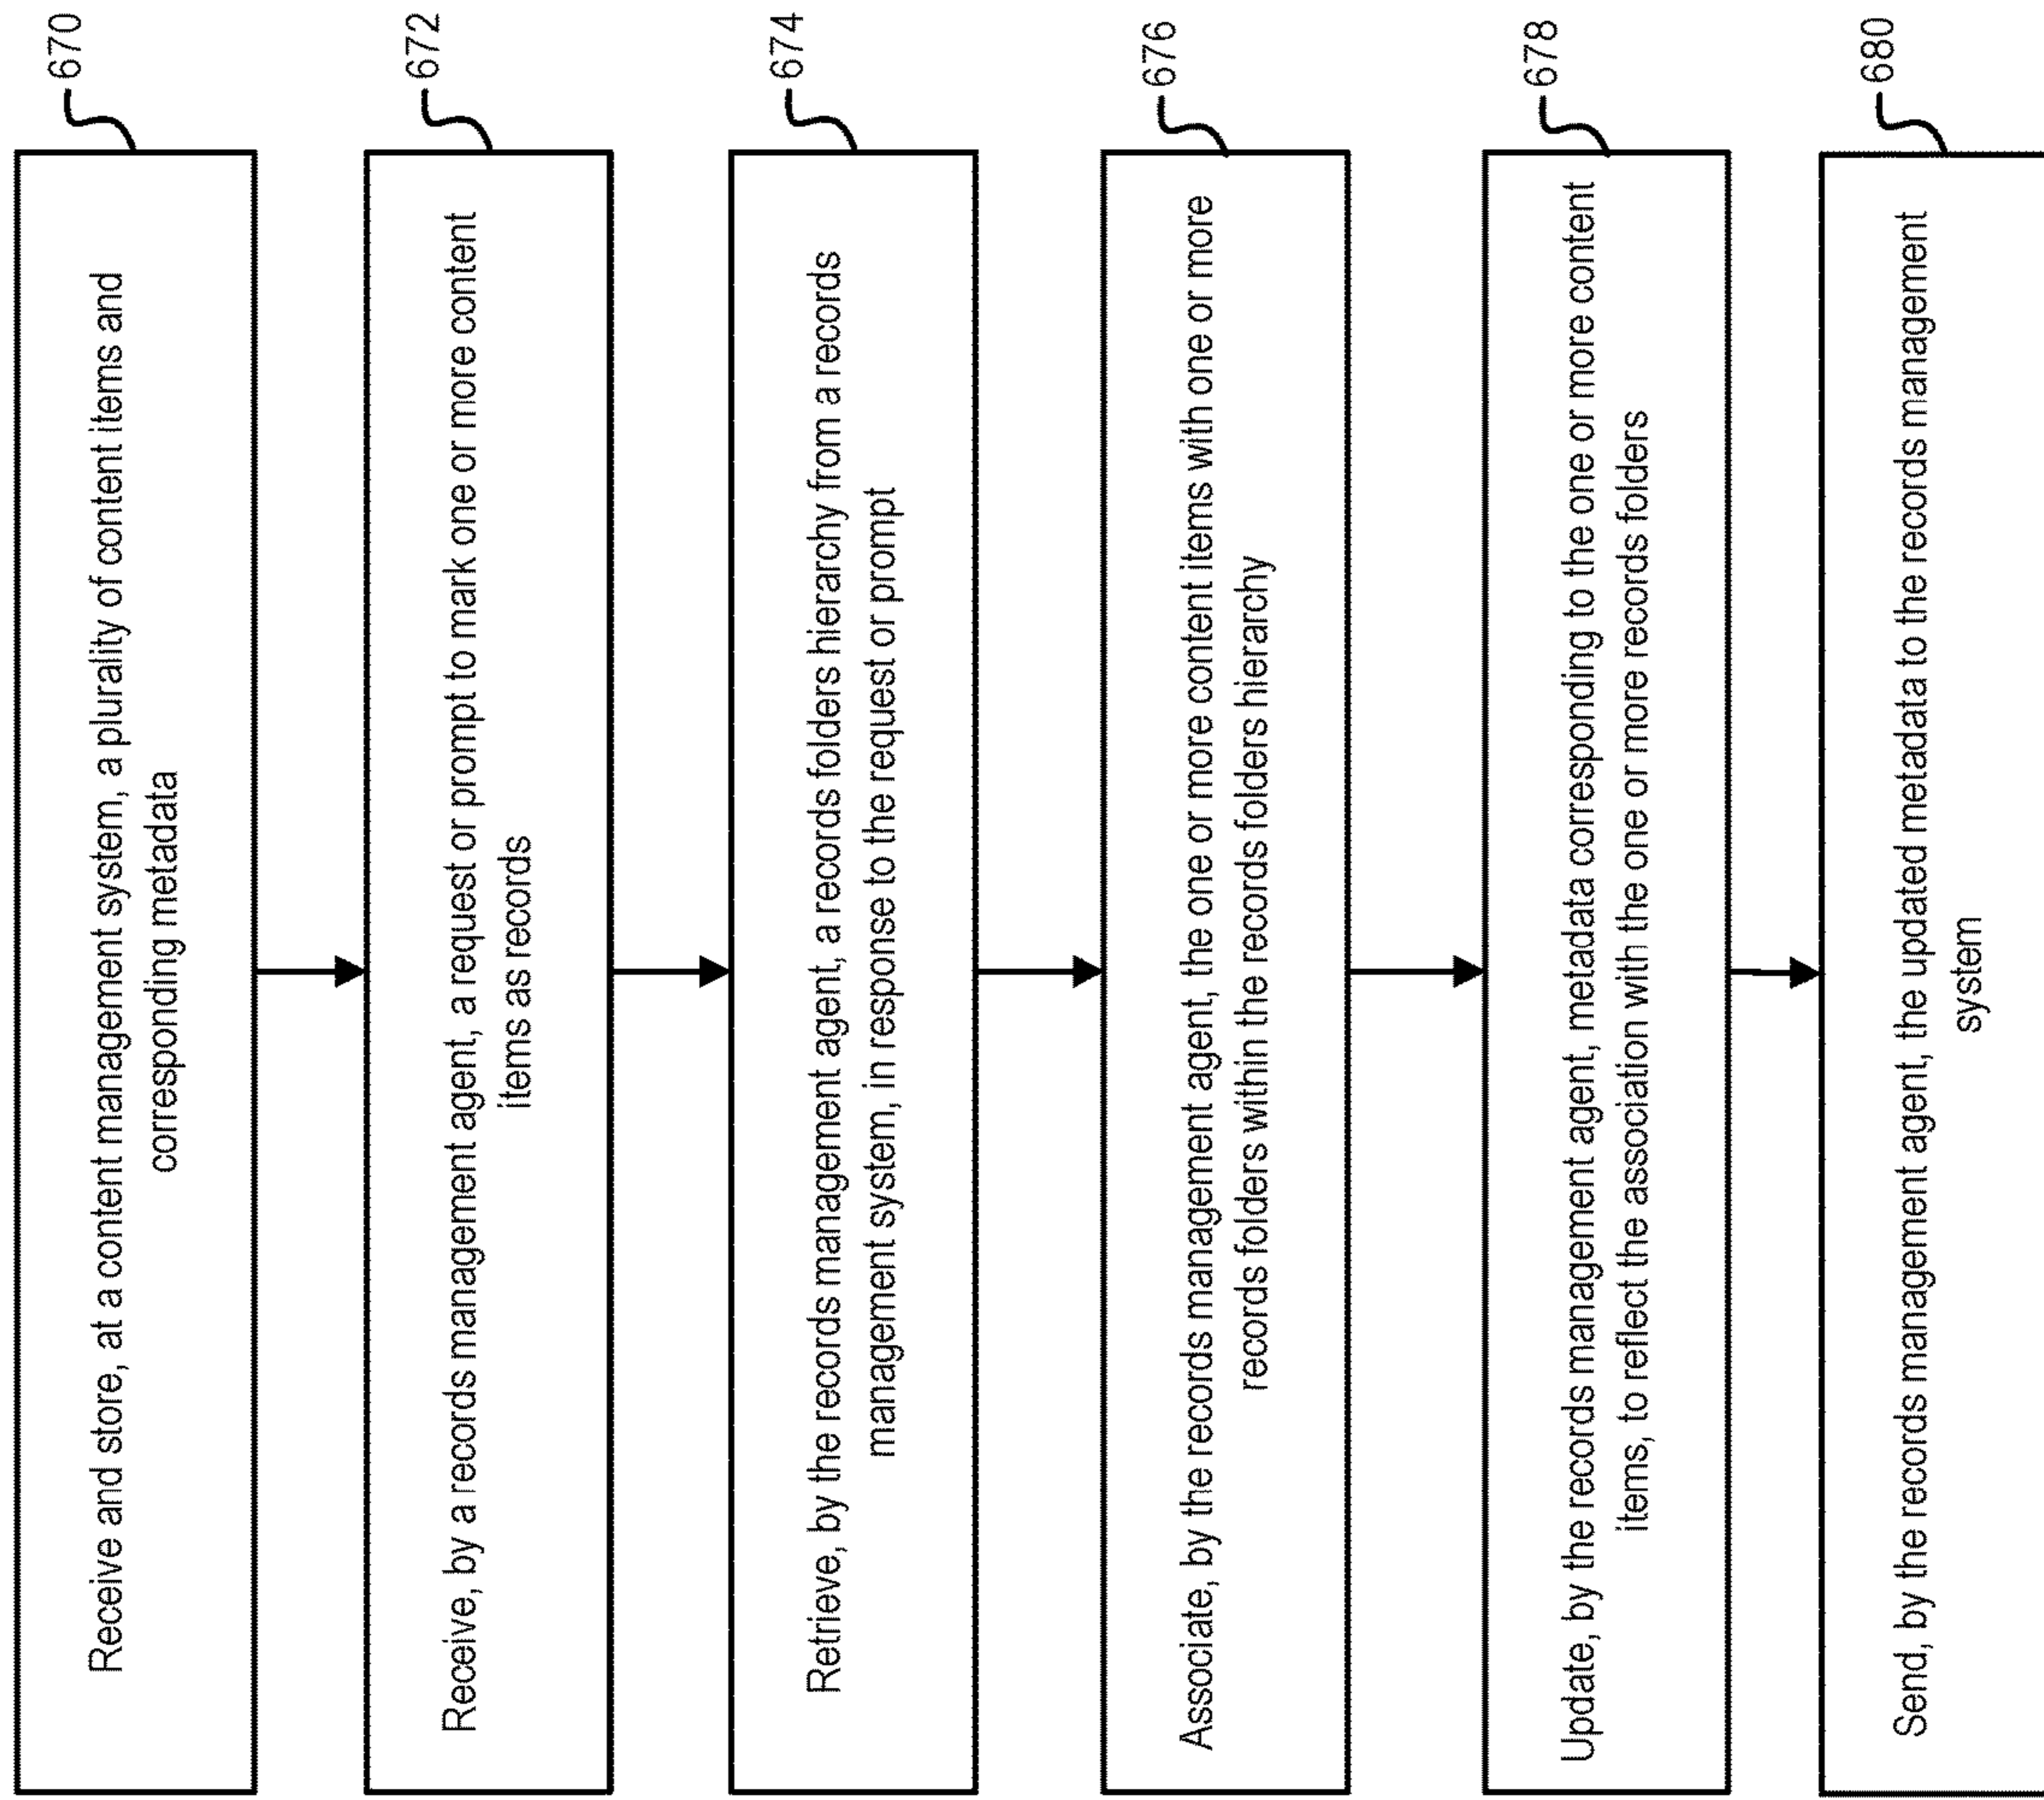 670
Receive and store, at a content management system, a plurality of content items and
corresponding metadata
672
Receive, by a records management agent, a request or prompt to mark one or more content
items as records
674
Retrieve, by the records management agent, a records folders hierarchy from a records
management system, in response to the request or prompt
676
Associate, by the records management agent, the one or more content items with one or more
records folders within the records folders hierarchy
678
Update, by the records management agent, metadata corresponding to the one or more content
items, to reflect the association with the one or more records folders
680
Send, by the records management agent, the updated metadata to the records management
system